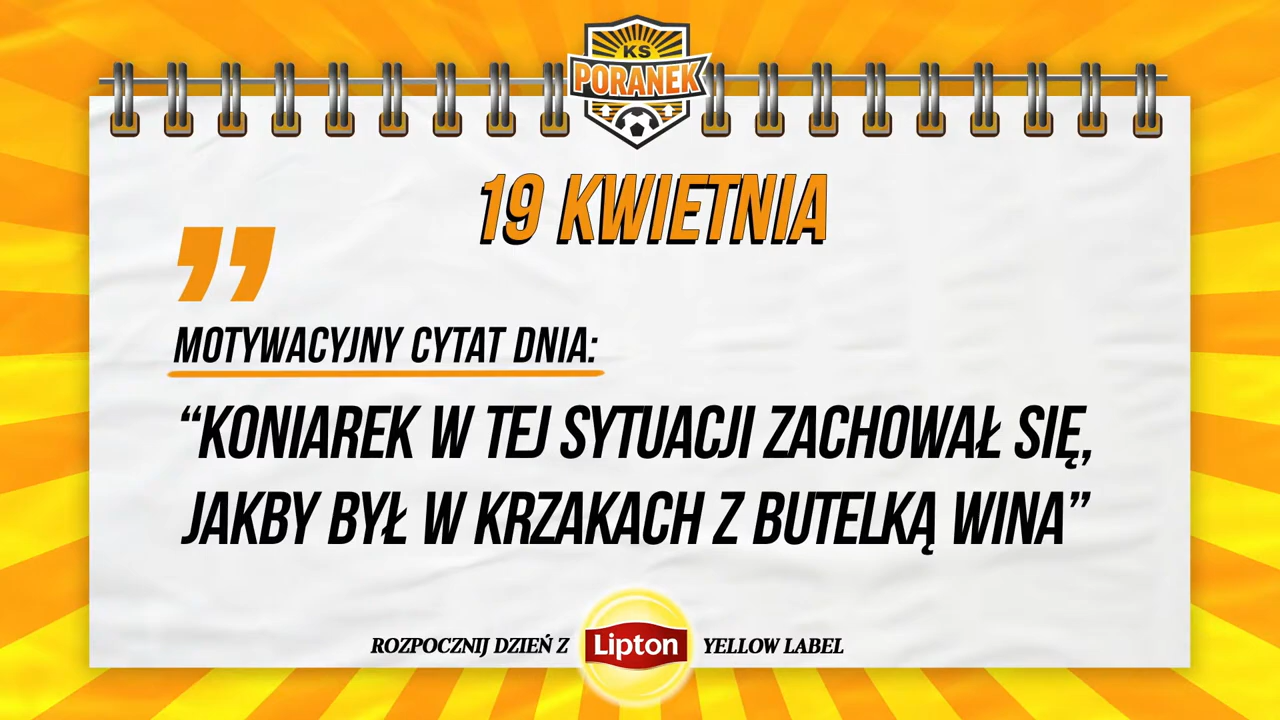 KS
PORANEK
19 KWIETNIA
”
MOTYWACYJNY CYTAT DNIA:
“KONIAREK W TEJ SYTUACJI ZACHOWAŁ SIĘ,
JAKBY BYŁ W KRZAKACH Z BUTELKĄ WINA”
ROZPOCZNIJ DZIEŃ Z Lipton YELLOW LABEL